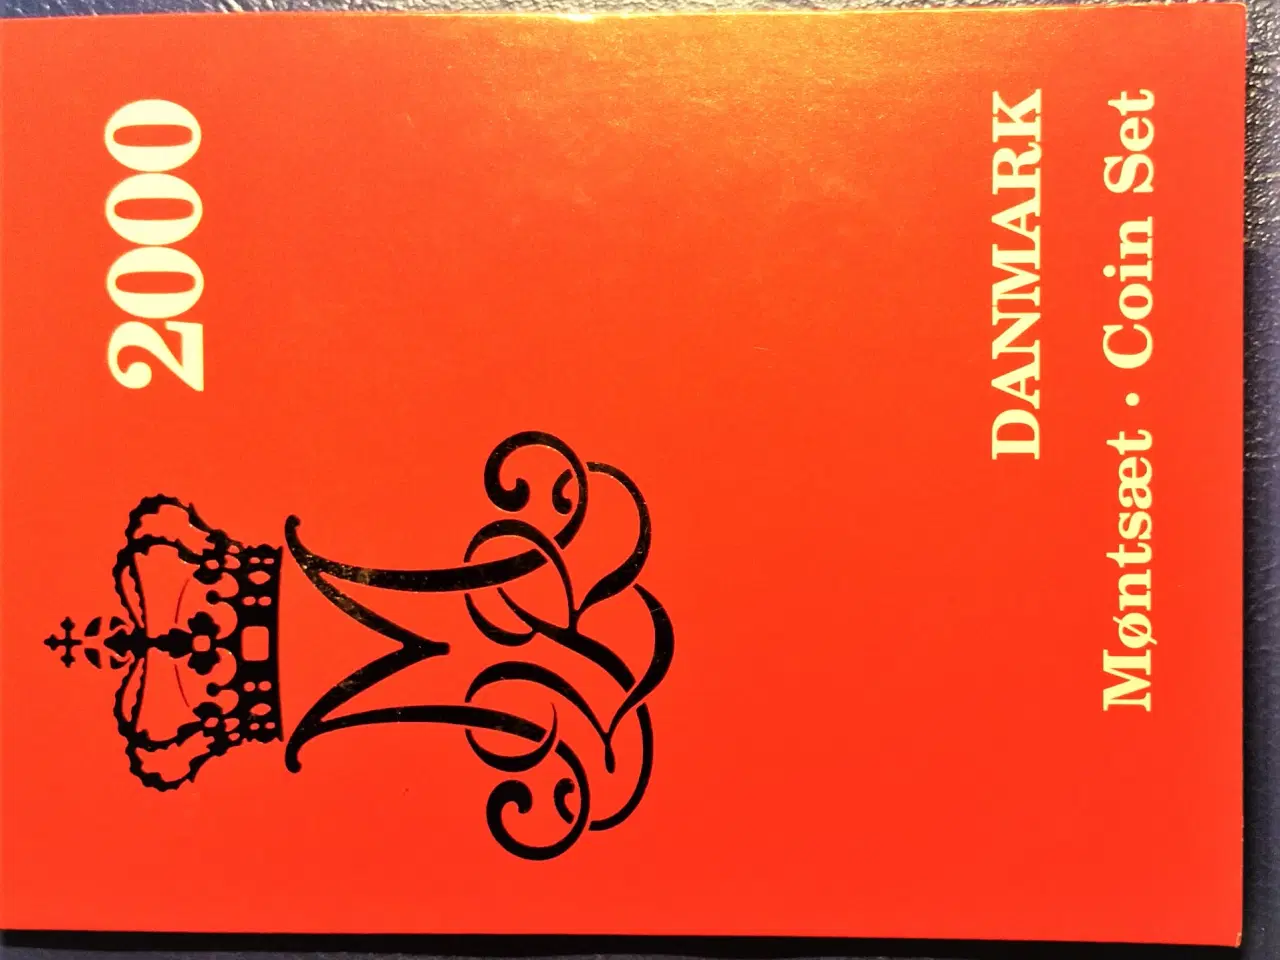 2000
DANMARK
Møntsæt · Coin Set